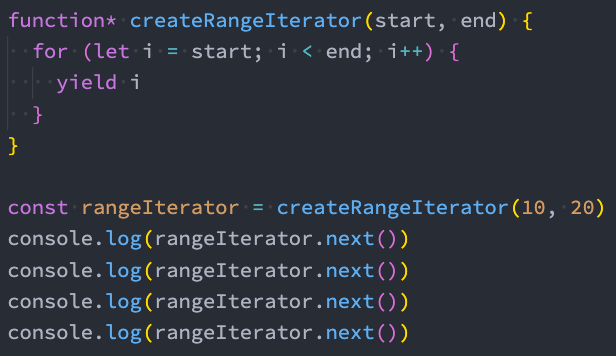 function* createRangeIterator(start, end) {
  for (let i = start; i < end; i++) {
    yield i
  }
}

const rangeIterator = createRangeIterator(10, 20)
console.log(rangeIterator.next())
console.log(rangeIterator.next())
console.log(rangeIterator.next())
console.log(rangeIterator.next())